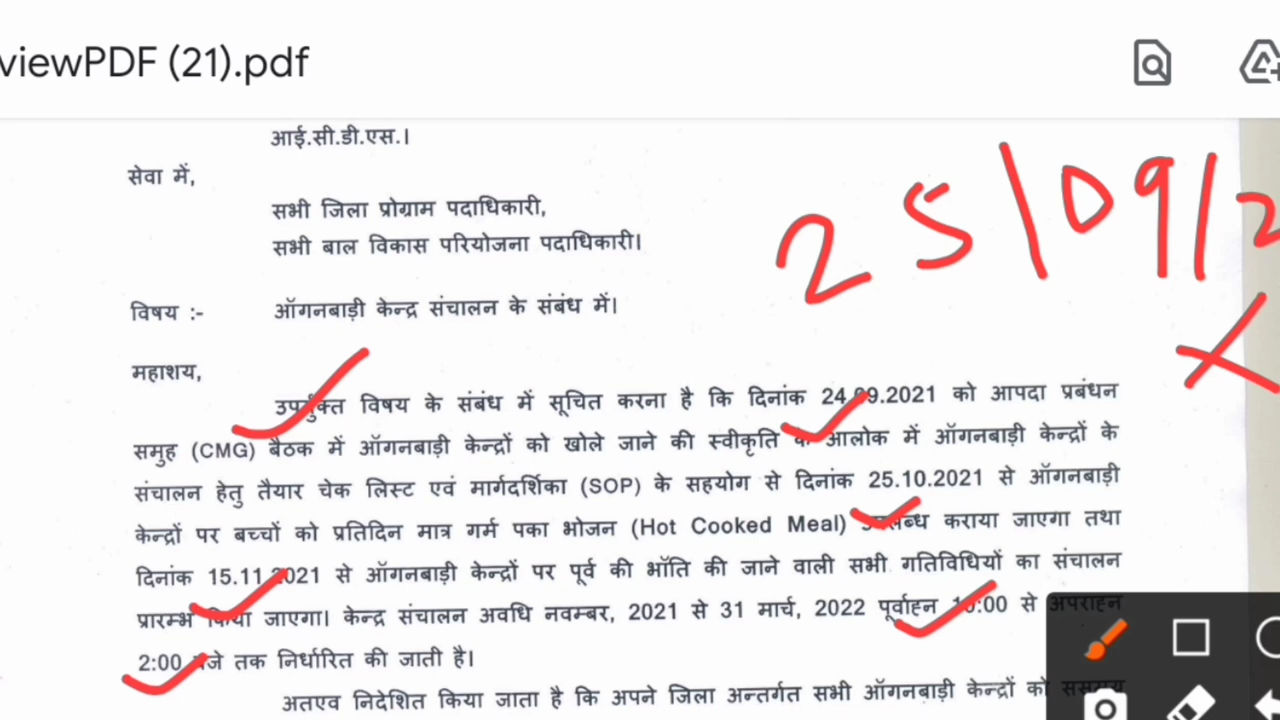 viewPDF (21).pdf
आई.सी.डी.एस.।
सेवा में,
सभी जिला प्रोग्राम पदाधिकारी,
सभी बाल विकास परियोजना पदाधिकारी।
25/09/2
विषय :- ऑगनबाड़ी केन्द्र संचालन के संबंध में।
महाशय,
उपर्युक्त विषय के संबंध में सूचित करना है कि दिनांक 24.09.2021 को आपदा प्रबंधन
समुह (CMG) बैठक में ऑगनबाड़ी केन्द्रों को खोले जाने की स्वीकृति के आलोक में ऑगनबाड़ी केन्द्रों के
संचालन हेतु तैयार चेक लिस्ट एवं मार्गदर्शिका (SOP) के सहयोग से दिनांक 25.10.2021 से ऑगनबाड़ी
केन्द्रों पर बच्चों को प्रतिदिन मात्र गर्म पका भोजन (Hot Cooked Meal) उपलब्ध कराया जाएगा तथा
दिनांक 15.11.2021 से ऑगनबाड़ी केन्द्रों पर पूर्व की भॉति की जाने वाली सभी गतिविधियों का संचालन
प्रारम्भ किया जाएगा। केन्द्र संचालन अवधि नवम्बर, 2021 से 31 मार्च, 2022 पूर्वाहन 10:00 से अपराहन
2:00 बजे तक निर्धारित की जाती है।
अतएव निदेशित किया जाता है कि अपने जिला अन्तर्गत सभी ऑगनबाड़ी केन्द्रों को ससमय